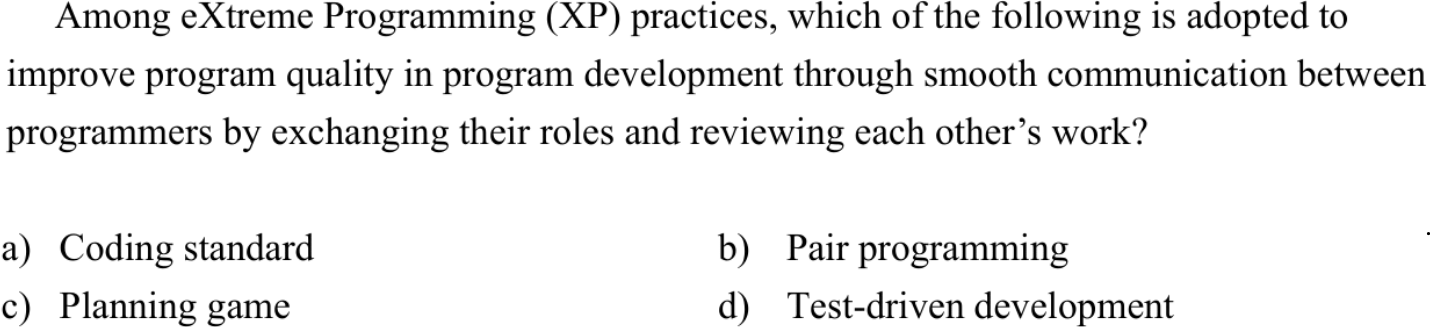 Among eXtreme Programming (XP) practices, which of the following is adopted to
improve program quality in program development through smooth communication between
programmers by exchanging their roles and reviewing each other’s work?
a) Coding standard b) Pair programming
c) Planning game d) Test-driven development